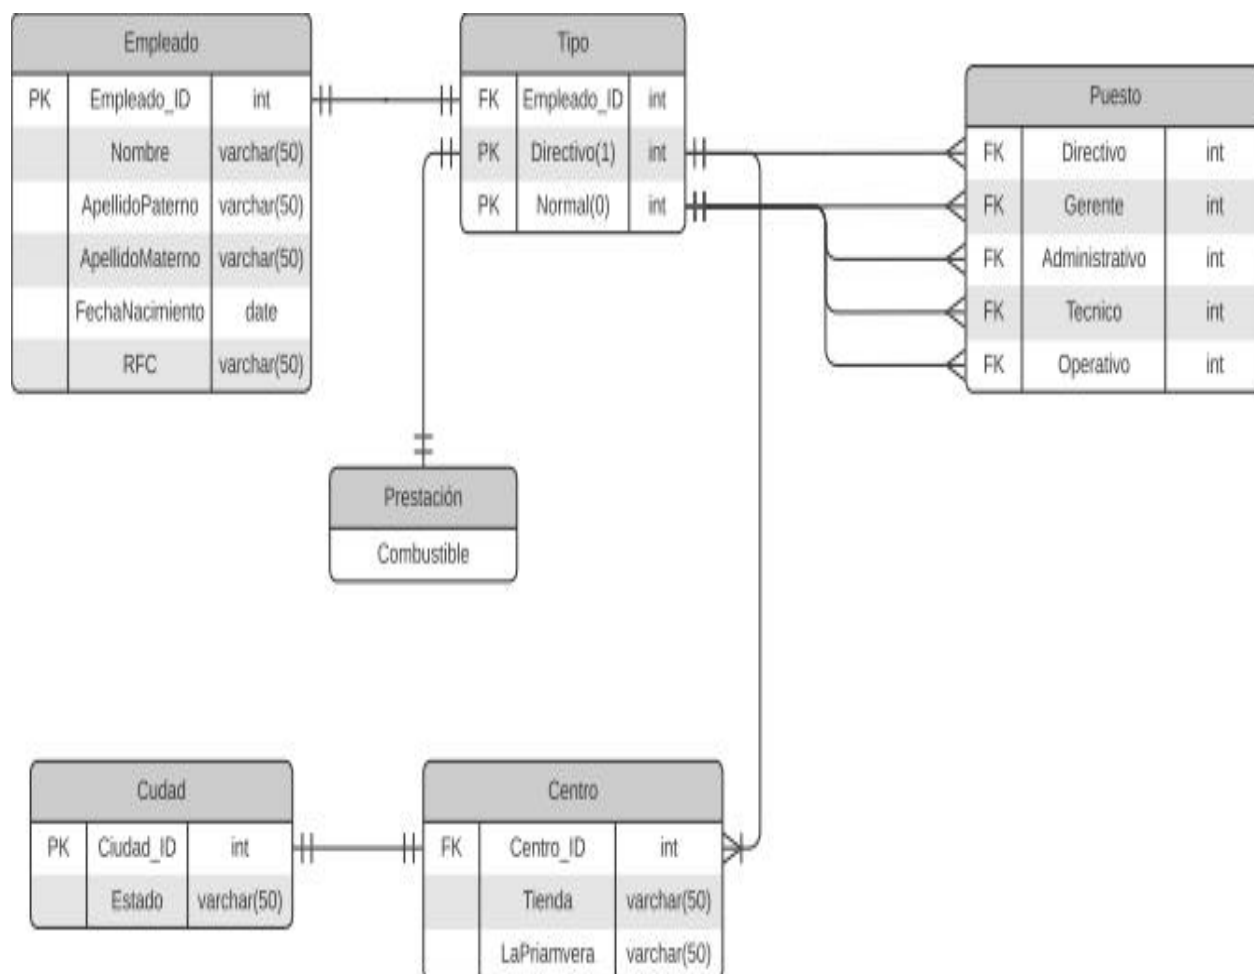 Empleado
PK Empleado_ID int
Nombre varchar(50)
ApellidoPaterno varchar(50)
ApellidoMaterno varchar(50)
FechaNacimiento date
RFC varchar(50)
Tipo
FK Empleado_ID int
PK Directivo(1) int
PK Normal(0) int
Puesto
FK Directivo int
FK Gerente int
FK Administrativo int
FK Tecnico int
FK Operativo int
Prestación
Combustible
Cudad
PK Ciudad_ID int
Estado varchar(50)
Centro
FK Centro_ID int
Tienda varchar(50)
LaPriamvera varchar(50)